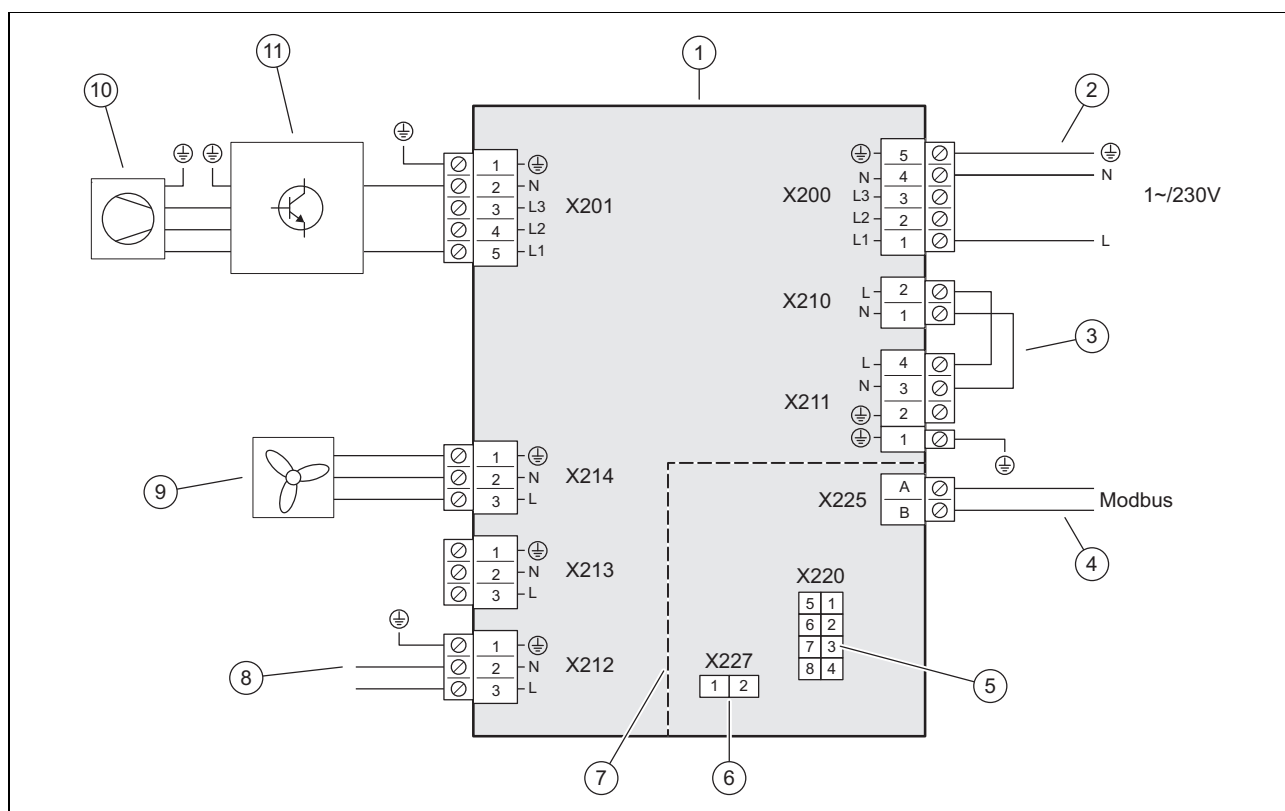 11
1
10
2
1
2
3
4
5
N
L3
L2
L1
X201
X200
N
L3
L2
L1
5
4
3
2
1
N
L
1~/230V
X210
L
N
2
1
3
X211
L
N
4
3
2
1
9
1
2
3
N
L
X214
X225
A
B
Modbus
4
1
2
3
N
L
X213
X220
5 1
6 2
7 3
8 4
5
8
1
2
3
N
L
X212
X227
1 2
7
6